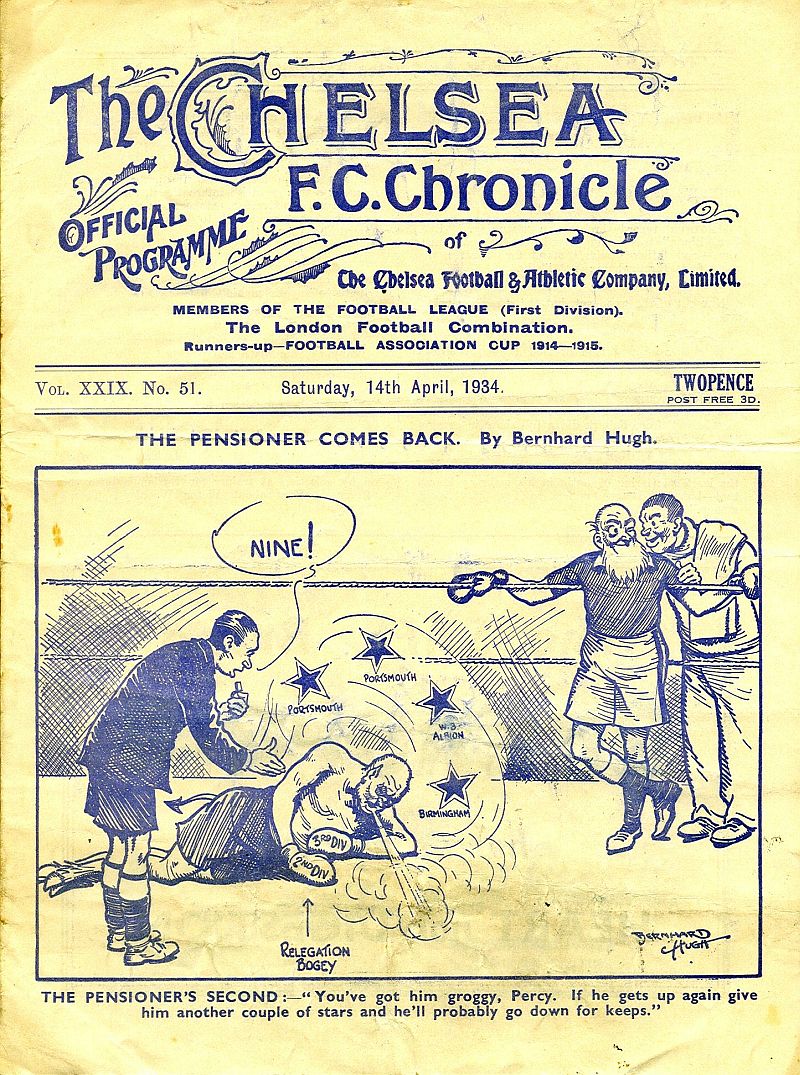 The CHELSEA
F.C. Chronicle
OFFICIAL
PROGRAMME
of
The Chelsea Football & Athletic Company, Limited.
MEMBERS OF THE FOOTBALL LEAGUE (First Division).
The London Football Combination.
Runners-up—FOOTBALL ASSOCIATION CUP 1914—1915.
VOL. XXIX. No. 51.
Saturday, 14th April, 1934.
TWOPENCE
POST FREE 3D.
THE PENSIONER COMES BACK. By Bernhard Hugh.
NINE!
PORTSMOUTH
PORTSMOUTH
W.B.
ALBION
BIRMINGHAM
3RD DIV
2ND DIV
RELEGATION
BOGEY
BERNHARD
HUGH
THE PENSIONER'S SECOND:—"You've got him groggy, Percy. If he gets up again give
him another couple of stars and he'll probably go down for keeps."